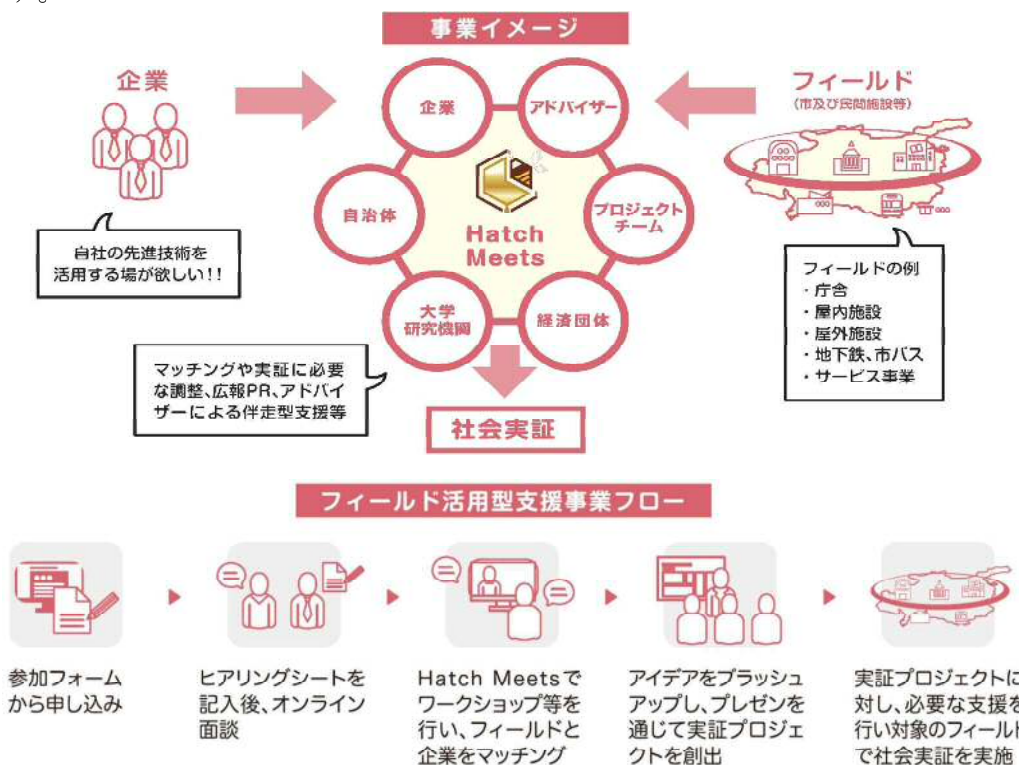 す。
事業イメージ
企業
自社の先進技術を
活用する場が欲しい!!
企業
アドバイザー
自治体
プロジェクト
チーム
Hatch
Meets
大学
研究機関
経済団体
フィールド
(市及び民間施設等)
フィールドの例
・庁舎
・屋内施設
・屋外施設
・地下鉄、市バス
・サービス事業
マッチングや実証に必要
な調整、広報PR、アドバイ
ザーによる伴走型支援等
社会実証
フィールド活用型支援事業フロー
参加フォーム
から申し込み
ヒアリングシートを
記入後、オンライン
面談
Hatch Meetsで
ワークショップ等を
行い、フィールドと
企業をマッチング
アイデアをブラッシュ
アップし、プレゼンを
通じて実証プロジェ
クトを創出
実証プロジェクトに
対し、必要な支援を
行い対象のフィールド
で社会実証を実施